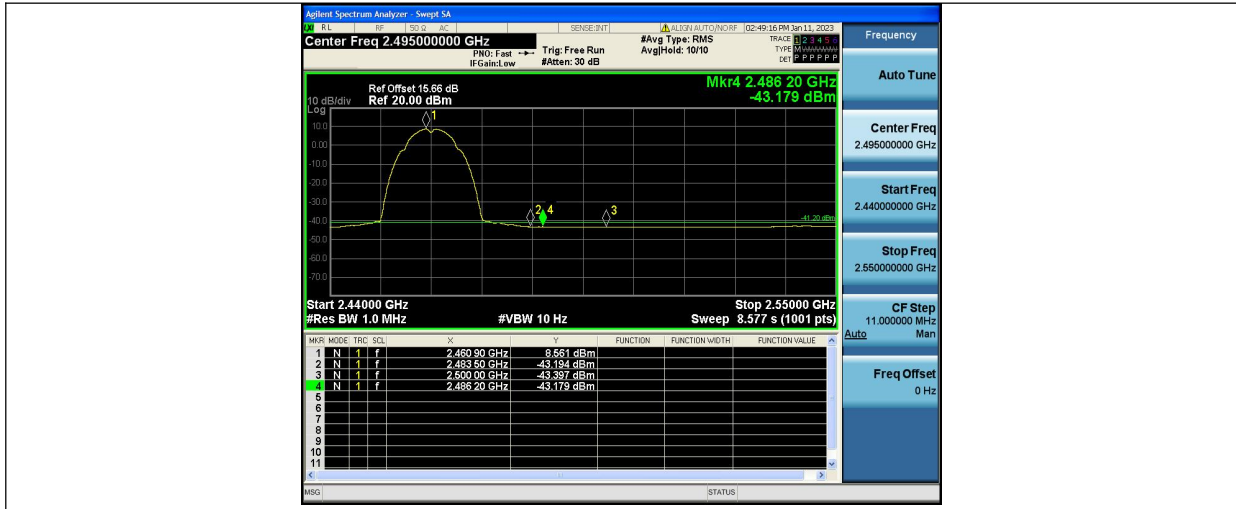 Agilent Spectrum Analyzer - Swept SA
RL RF 50 Ω AC SENSE:INT ALIGN AUTO/NO RF 02:49:16 PM Jan 11, 2023
Center Freq 2.495000000 GHz
PNO: Fast
IFGain:Low
Trig: Free Run
#Atten: 30 dB
#Avg Type: RMS
Avg|Hold: 10/10
TRACE 1 2 3 4 5 6
TYPE M
DET P P P P P P
Mkr4 2.486 20 GHz
-43.179 dBm
Ref Offset 15.66 dB
10 dB/div Ref 20.00 dBm
Log
10.0
0.00
-10.0
-20.0
-30.0
-40.0
-50.0
-60.0
-70.0
1
2 4
3
-41.20 dBm
Start 2.44000 GHz Stop 2.55000 GHz
#Res BW 1.0 MHz #VBW 10 Hz Sweep 8.577 s (1001 pts)
MKR MODE TRC SCL X Y FUNCTION FUNCTION WIDTH FUNCTION VALUE
1 N 1 f 2.460 90 GHz 8.561 dBm
2 N 1 f 2.483 50 GHz -43.194 dBm
3 N 1 f 2.500 00 GHz -43.397 dBm
4 N 1 f 2.486 20 GHz -43.179 dBm
5
6
7
8
9
10
11
MSG STATUS
Frequency
Auto Tune
Center Freq
2.495000000 GHz
Start Freq
2.440000000 GHz
Stop Freq
2.550000000 GHz
CF Step
11.000000 MHz
Auto Man
Freq Offset
0 Hz